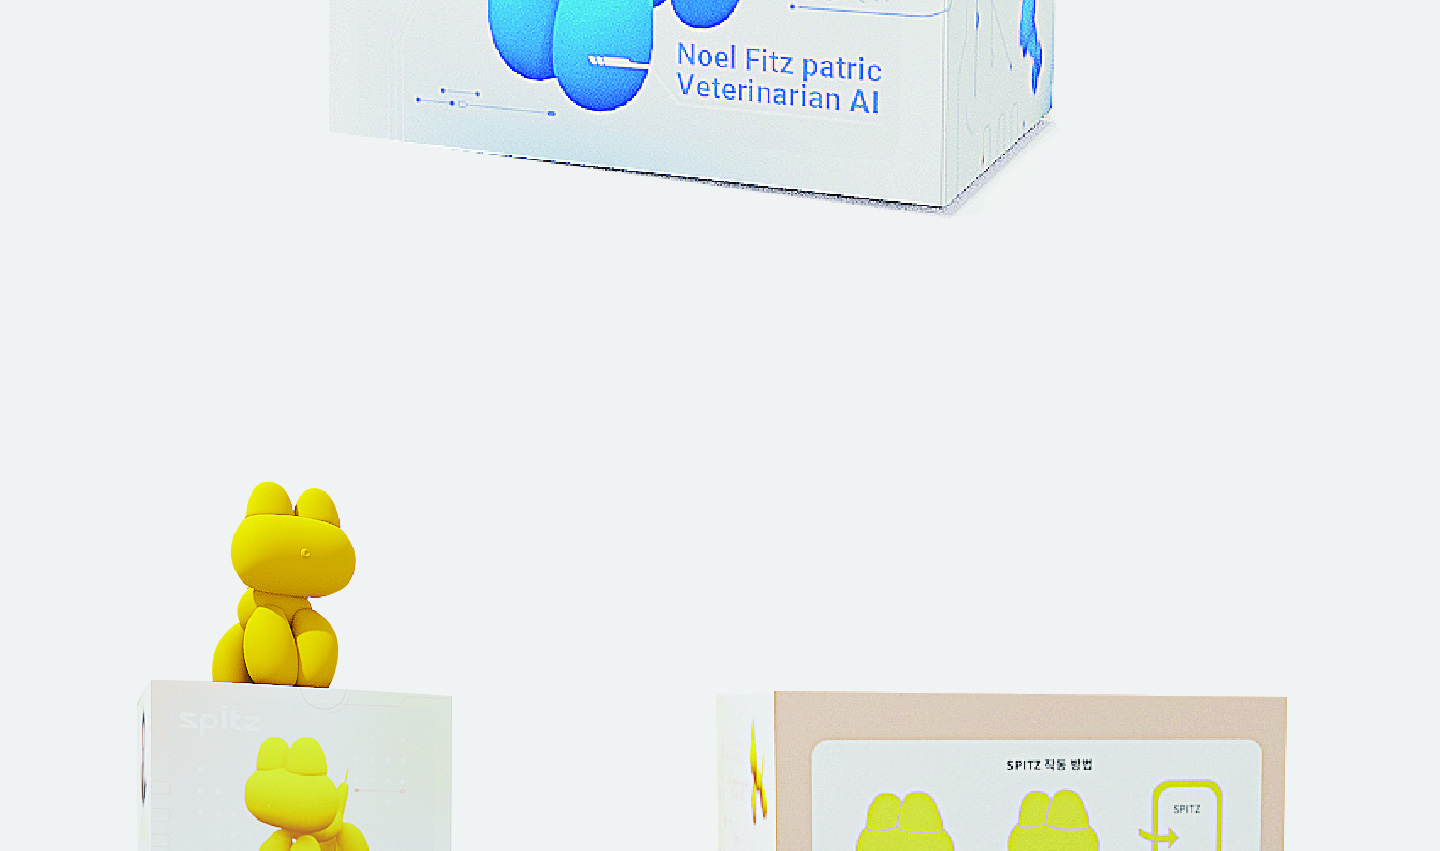 Noel Fitz patric
Veterinarian AI
spitz
SPITZ 작동 방법
SPITZ